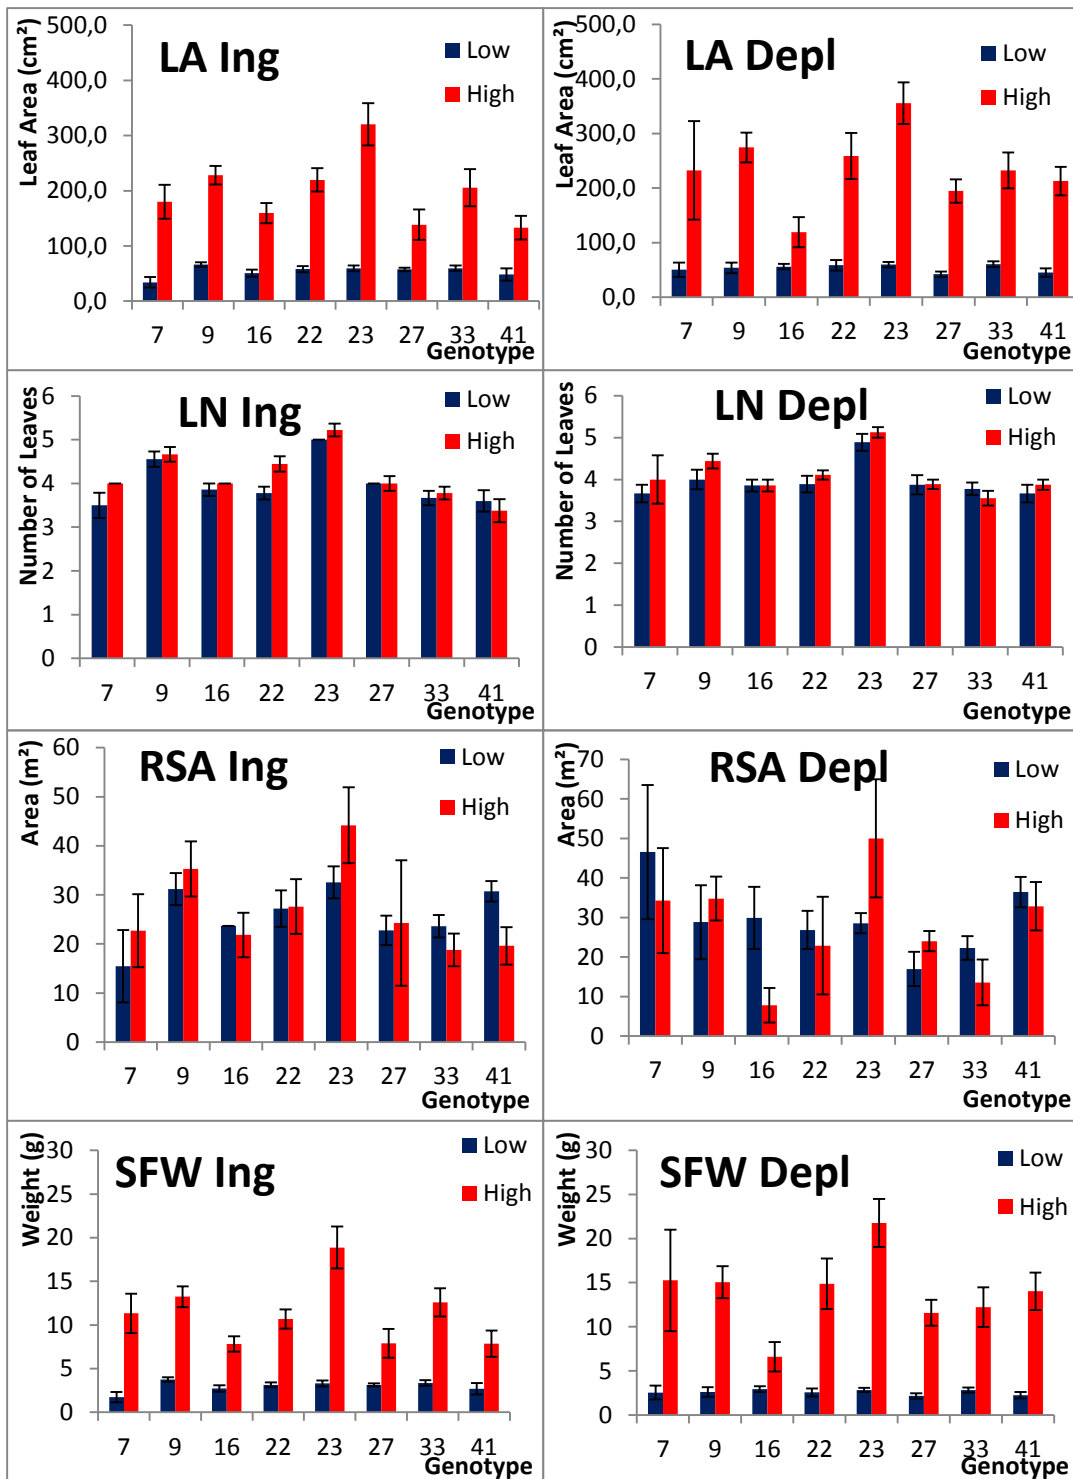 500,0
400,0
300,0
200,0
100,0
0,0
Leaf Area (cm²)
LA Ing
Low
High
7 9 16 22 23 27 33 41
Genotype
500,0
400,0
300,0
200,0
100,0
0,0
Leaf Area (cm²)
LA Depl
Low
High
7 9 16 22 23 27 33 41
Genotype
6
5
4
3
2
1
0
Number of Leaves
LN Ing
Low
High
7 9 16 22 23 27 33 41
Genotype
6
5
4
3
2
1
0
Number of Leaves
LN Depl
Low
High
7 9 16 22 23 27 33 41
Genotype
60
50
40
30
20
10
0
Area (m²)
RSA Ing
Low
High
7 9 16 22 23 27 33 41
Genotype
70
60
50
40
30
20
10
0
Area (m²)
RSA Depl
Low
High
7 9 16 22 23 27 33 41
Genotype
30
25
20
15
10
5
0
Weight (g)
SFW Ing
Low
High
7 9 16 22 23 27 33 41
Genotype
30
25
20
15
10
5
0
Weight (g)
SFW Depl
Low
High
7 9 16 22 23 27 33 41
Genotype